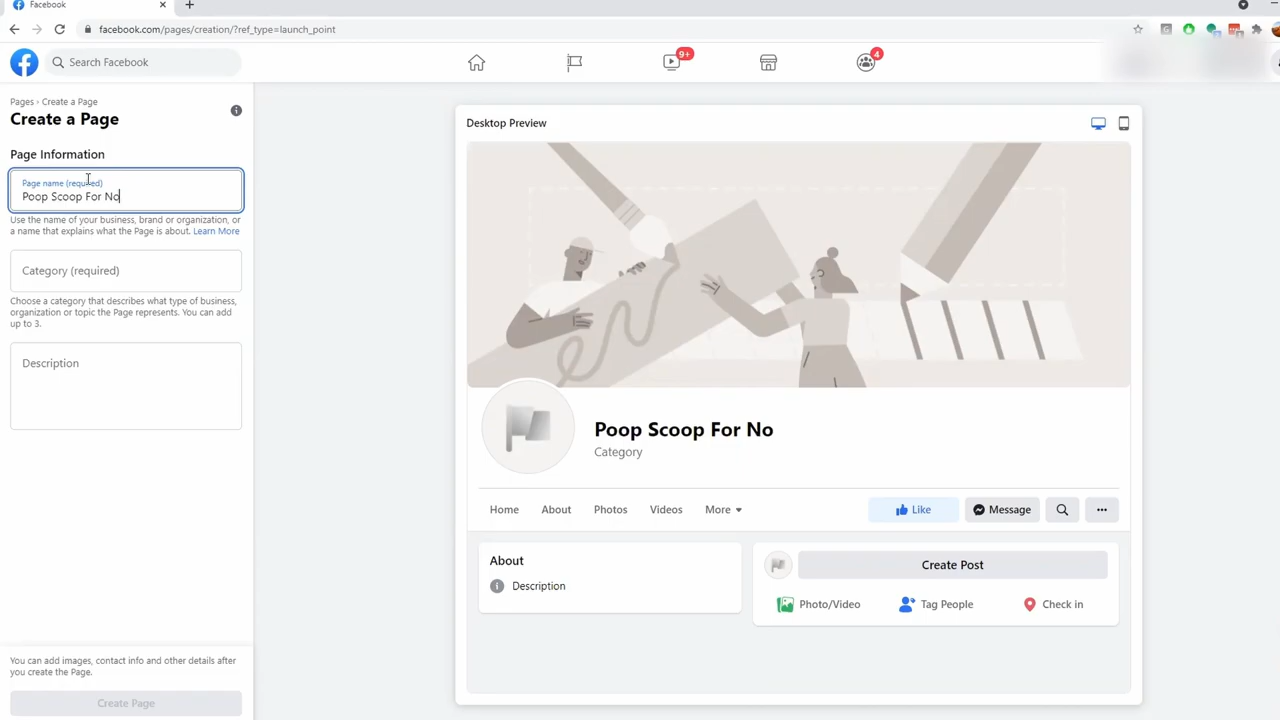 Facebook
facebook.com/pages/creation/?ref_type=launch_point
Search Facebook
9+
4
Pages › Create a Page
Create a Page
Page Information
Page name (required)
Poop Scoop For No
Use the name of your business, brand or organization, or
a name that explains what the Page is about. Learn More
Category (required)
Choose a category that describes what type of business,
organization or topic the Page represents. You can add
up to 3.
Description
You can add images, contact info and other details after
you create the Page.
Create Page
Desktop Preview
Poop Scoop For No
Category
Home About Photos Videos More Like Message
About
Description
Create Post
Photo/Video Tag People Check in